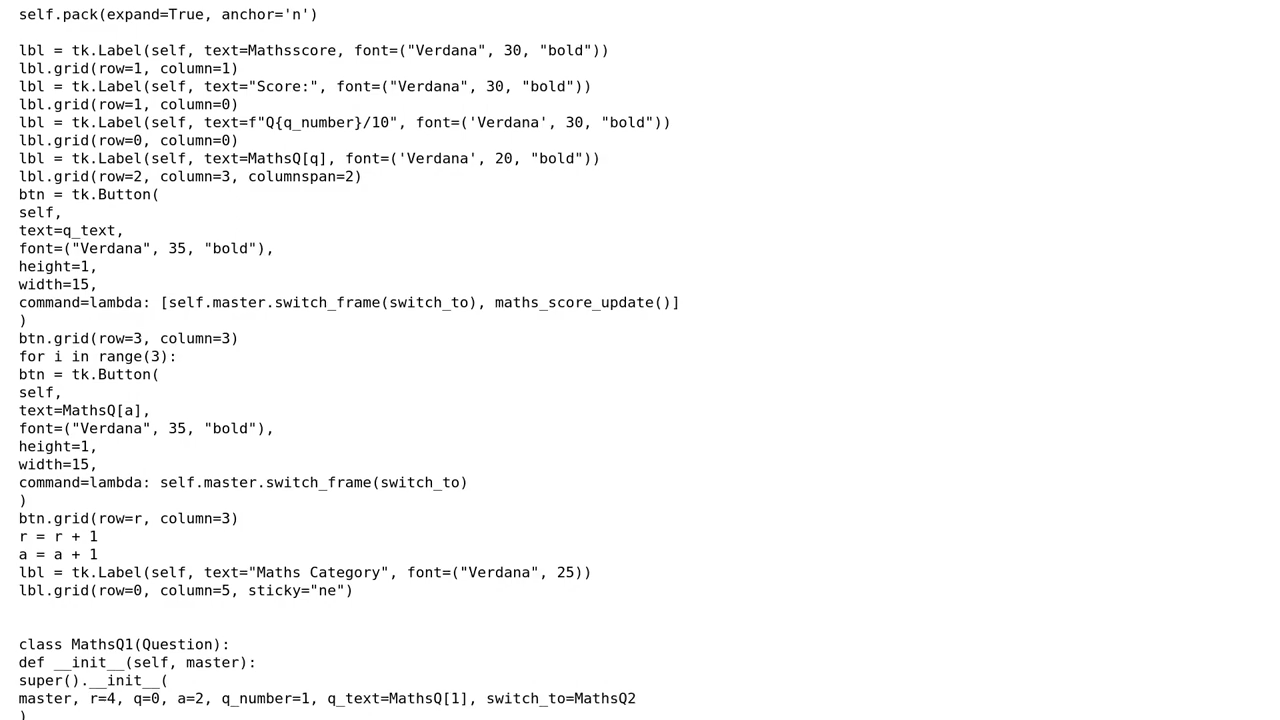 self.pack(expand=True, anchor='n')
lbl = tk.Label(self, text=Mathsscore, font=("Verdana", 30, "bold"))
lbl.grid(row=1, column=1)
lbl = tk.Label(self, text="Score:", font=("Verdana", 30, "bold"))
lbl.grid(row=1, column=0)
lbl = tk.Label(self, text=f"Q{q_number}/10", font=('Verdana', 30, "bold"))
lbl.grid(row=0, column=0)
lbl = tk.Label(self, text=MathsQ[q], font=('Verdana', 20, "bold"))
lbl.grid(row=2, column=3, columnspan=2)
btn = tk.Button(
self,
text=q_text,
font=("Verdana", 35, "bold"),
height=1,
width=15,
command=lambda: [self.master.switch_frame(switch_to), maths_score_update()]
)
btn.grid(row=3, column=3)
for i in range(3):
btn = tk.Button(
self,
text=MathsQ[a],
font=("Verdana", 35, "bold"),
height=1,
width=15,
command=lambda: self.master.switch_frame(switch_to)
)
btn.grid(row=r, column=3)
r = r + 1
a = a + 1
lbl = tk.Label(self, text="Maths Category", font=("Verdana", 25))
lbl.grid(row=0, column=5, sticky="ne")
class MathsQ1(Question):
def __init__(self, master):
super().__init__(
master, r=4, q=0, a=2, q_number=1, q_text=MathsQ[1], switch_to=MathsQ2
)